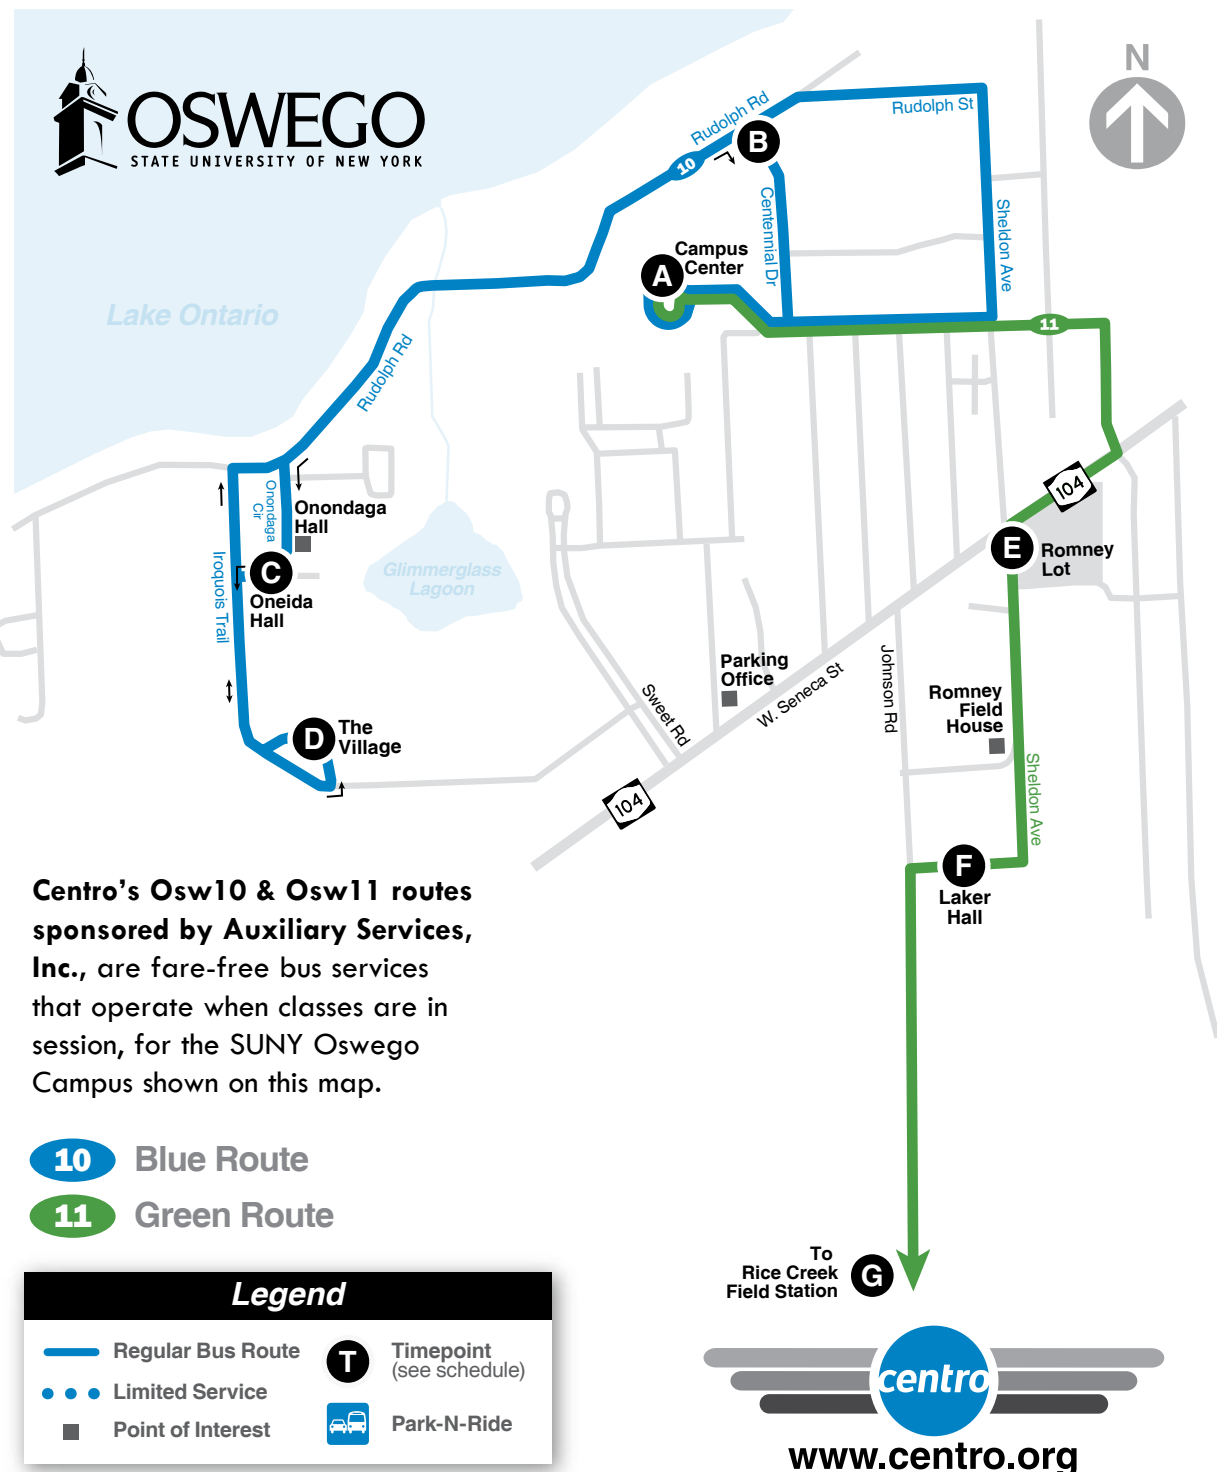 N
OSWEGO
STATE UNIVERSITY OF NEW YORK
Rudolph Rd
Rudolph St
B
10
Centennial Dr
Sheldon Ave
Campus
Center
A
Lake Ontario
11
Rudolph Rd
104
Onondaga
Cir
Onondaga
Hall
E
Romney
Lot
Iroquois Trail
C
Oneida
Hall
Glimmerglass
Lagoon
Parking
Office
W. Seneca St
Johnson Rd
Sweet Rd
Romney
Field
House
D
The
Village
Sheldon Ave
104
F
Laker
Hall
Centro's Osw10 & Osw11 routes
sponsored by Auxiliary Services,
Inc., are fare-free bus services
that operate when classes are in
session, for the SUNY Oswego
Campus shown on this map.
10 Blue Route
11 Green Route
To
Rice Creek
Field Station
G
Legend
Regular Bus Route
Limited Service
Point of Interest
T
Timepoint
(see schedule)
Park-N-Ride
centro
www.centro.org